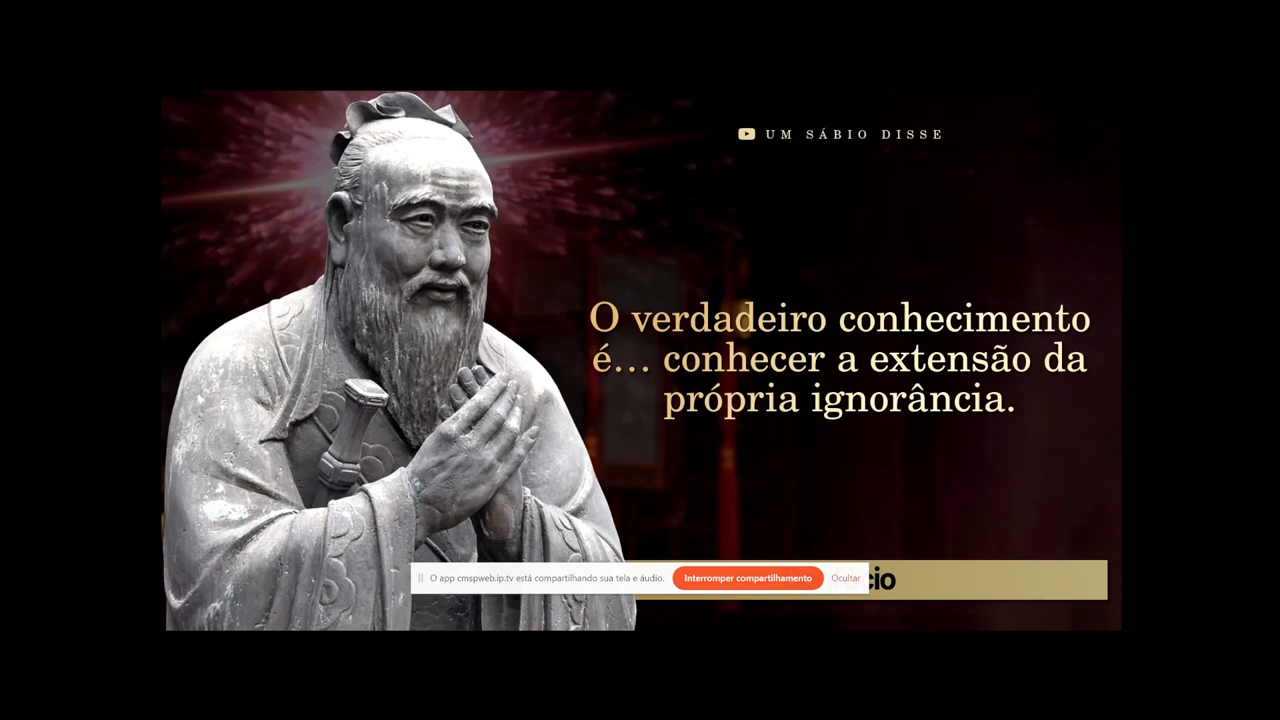 UM SÁBIO DISSE
O verdadeiro conhecimento
é... conhecer a extensão da
própria ignorância.
O app cmspweb.ip.tv está compartilhando sua tela e áudio. Interromper compartilhamento Ocultar